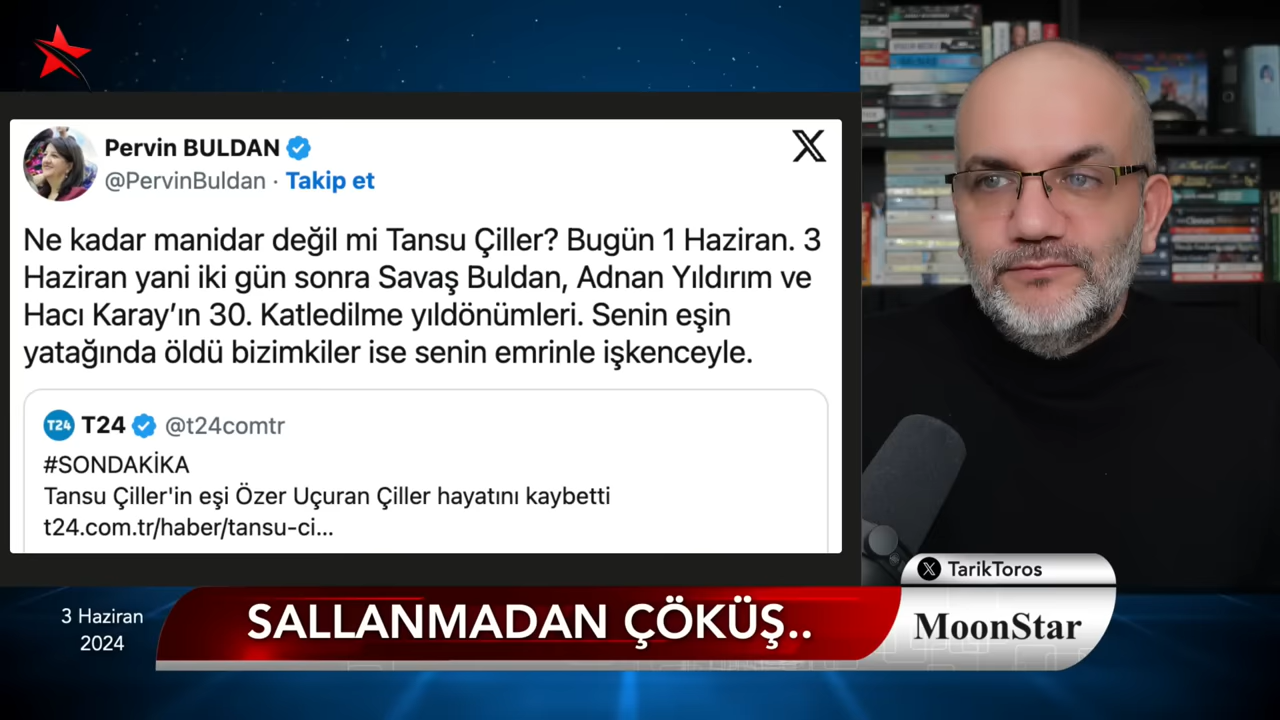 Pervin BULDAN
@PervinBuldan · Takip et
Ne kadar manidar değil mi Tansu Çiller? Bugün 1 Haziran. 3
Haziran yani iki gün sonra Savaş Buldan, Adnan Yıldırım ve
Hacı Karay’ın 30. Katledilme yıldönümleri. Senin eşin
yatağında öldü bizimkiler ise senin emrinle işkenceyle.
T24 T24 @t24comtr
#SONDAKİKA
Tansu Çiller'in eşi Özer Uçuran Çiller hayatını kaybetti
t24.com.tr/haber/tansu-ci...
TarikToros
3 Haziran
2024
SALLANMADAN ÇÖKÜŞ..
MoonStar